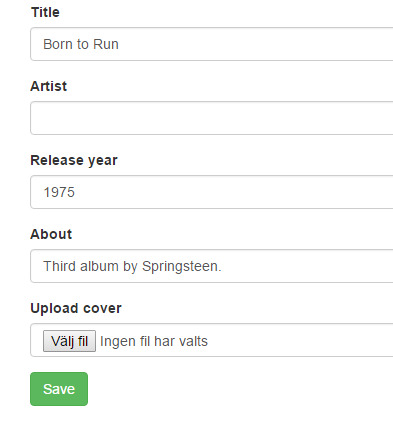 Title
Born to Run
Artist
Release year
1975
About
Third album by Springsteen.
Upload cover
Välj fil Ingen fil har valts
Save